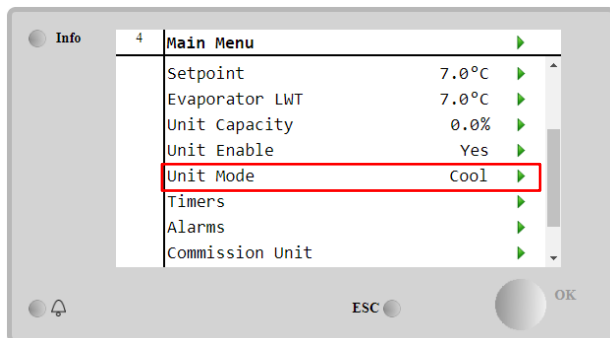 Info
4 Main Menu
Setpoint 7.0°C
Evaporator LWT 7.0°C
Unit Capacity 0.0%
Unit Enable Yes
Unit Mode Cool
Timers
Alarms
Commission Unit
ESC OK